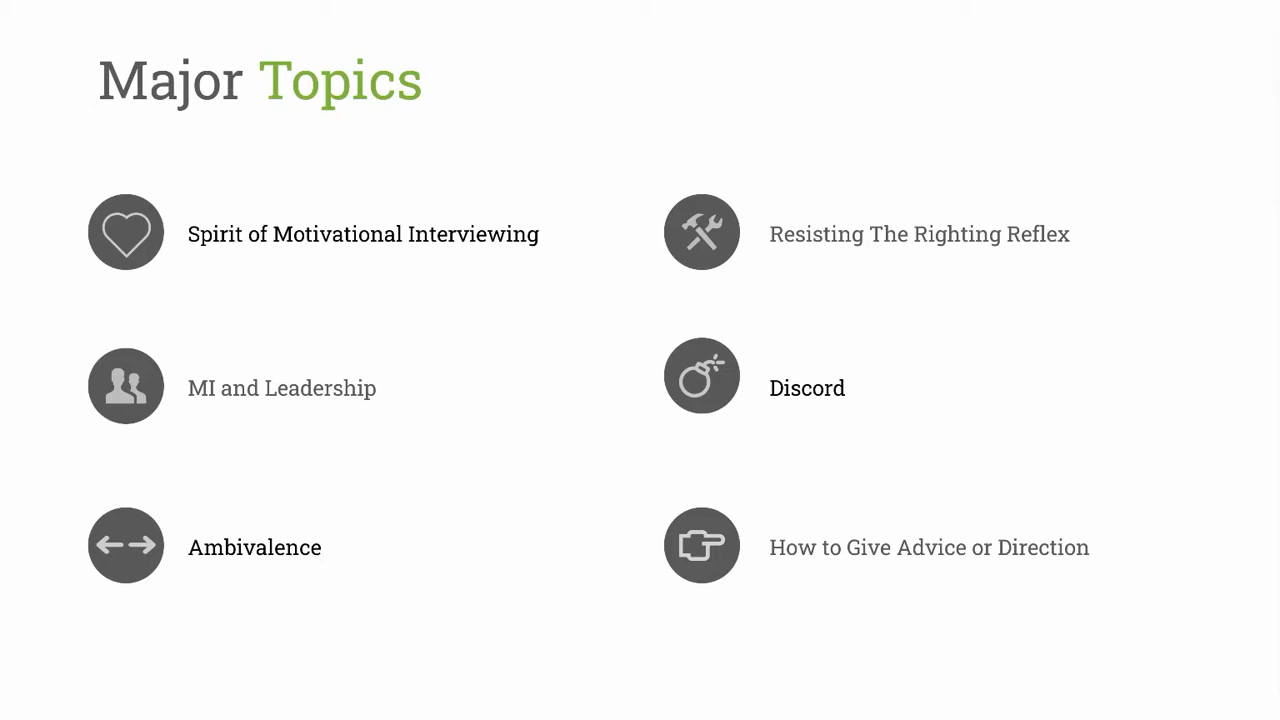 Major Topics
Spirit of Motivational Interviewing
Resisting The Righting Reflex
MI and Leadership
Discord
Ambivalence
How to Give Advice or Direction